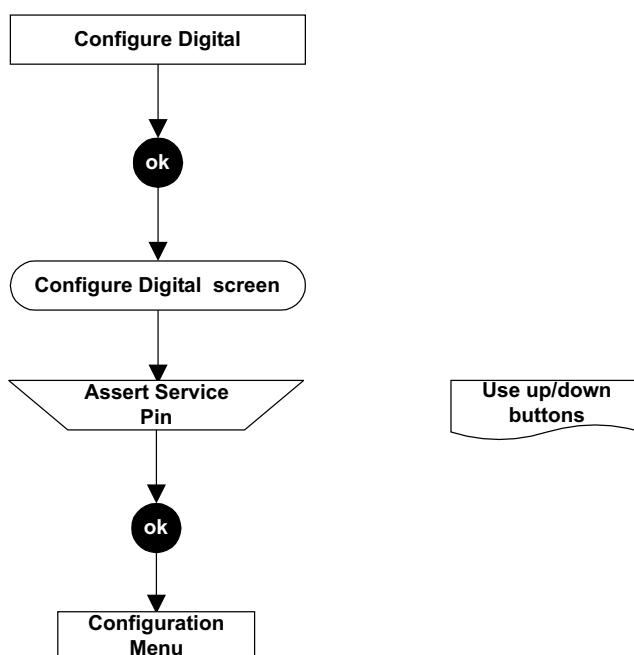 Configure Digital
ok
Configure Digital screen
Assert Service
Pin
Use up/down
buttons
ok
Configuration
Menu